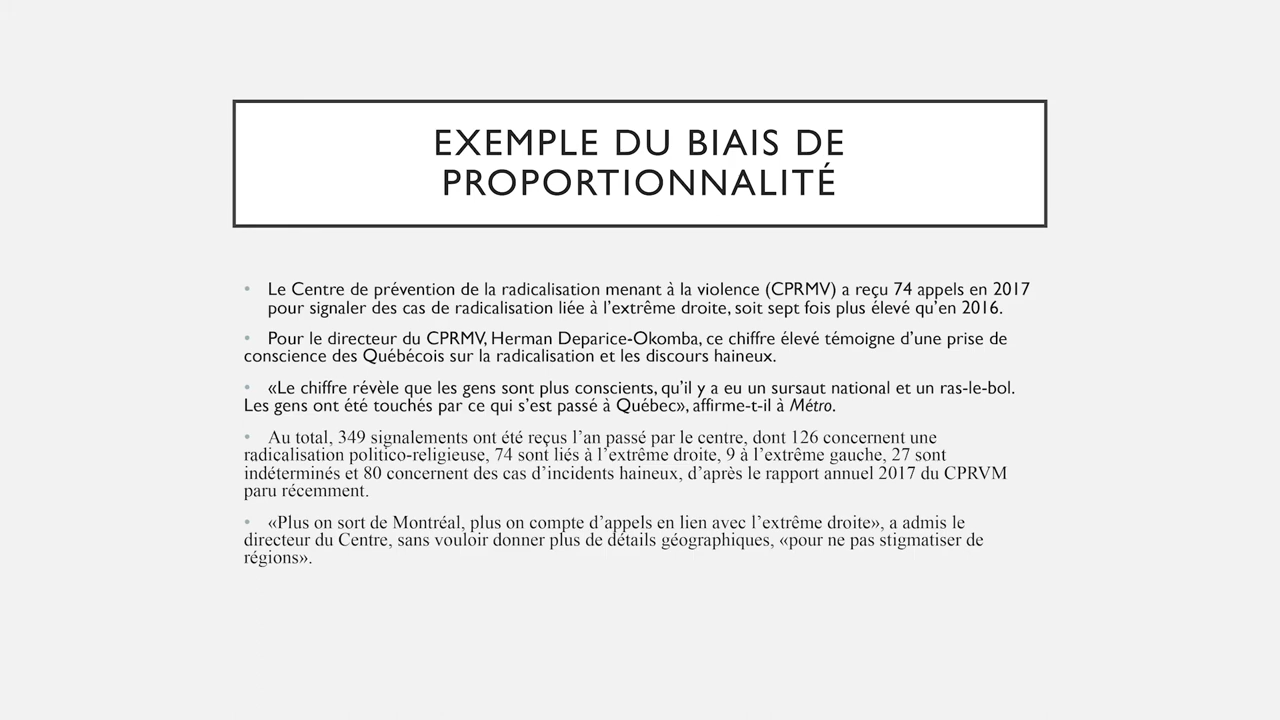 EXEMPLE DU BIAIS DE
PROPORTIONNALITÉ
• Le Centre de prévention de la radicalisation menant à la violence (CPRMV) a reçu 74 appels en 2017
pour signaler des cas de radicalisation liée à l’extrême droite, soit sept fois plus élevé qu’en 2016.
• Pour le directeur du CPRMV, Herman Deparice-Okomba, ce chiffre élevé témoigne d’une prise de
conscience des Québécois sur la radicalisation et les discours haineux.
• «Le chiffre révèle que les gens sont plus conscients, qu’il y a eu un sursaut national et un ras-le-bol.
Les gens ont été touchés par ce qui s’est passé à Québec», affirme-t-il à Métro.
• Au total, 349 signalements ont été reçus l’an passé par le centre, dont 126 concernent une
radicalisation politico-religieuse, 74 sont liés à l’extrême droite, 9 à l’extrême gauche, 27 sont
indéterminés et 80 concernent des cas d’incidents haineux, d’après le rapport annuel 2017 du CPRVM
paru récemment.
• «Plus on sort de Montréal, plus on compte d’appels en lien avec l’extrême droite», a admis le
directeur du Centre, sans vouloir donner plus de détails géographiques, «pour ne pas stigmatiser de
régions».